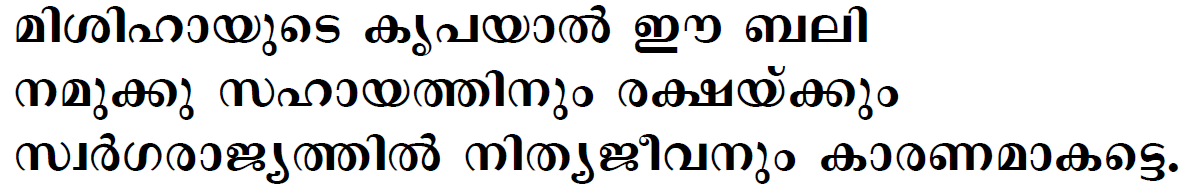 മിശിഹായുടെ കൃപയാൽ ഈ ബലി
നമുക്കു സഹായത്തിനും രക്ഷയ്ക്കും
സ്വർഗരാജ്യത്തിൽ നിത്യജീവനും കാരണമാകട്ടെ.